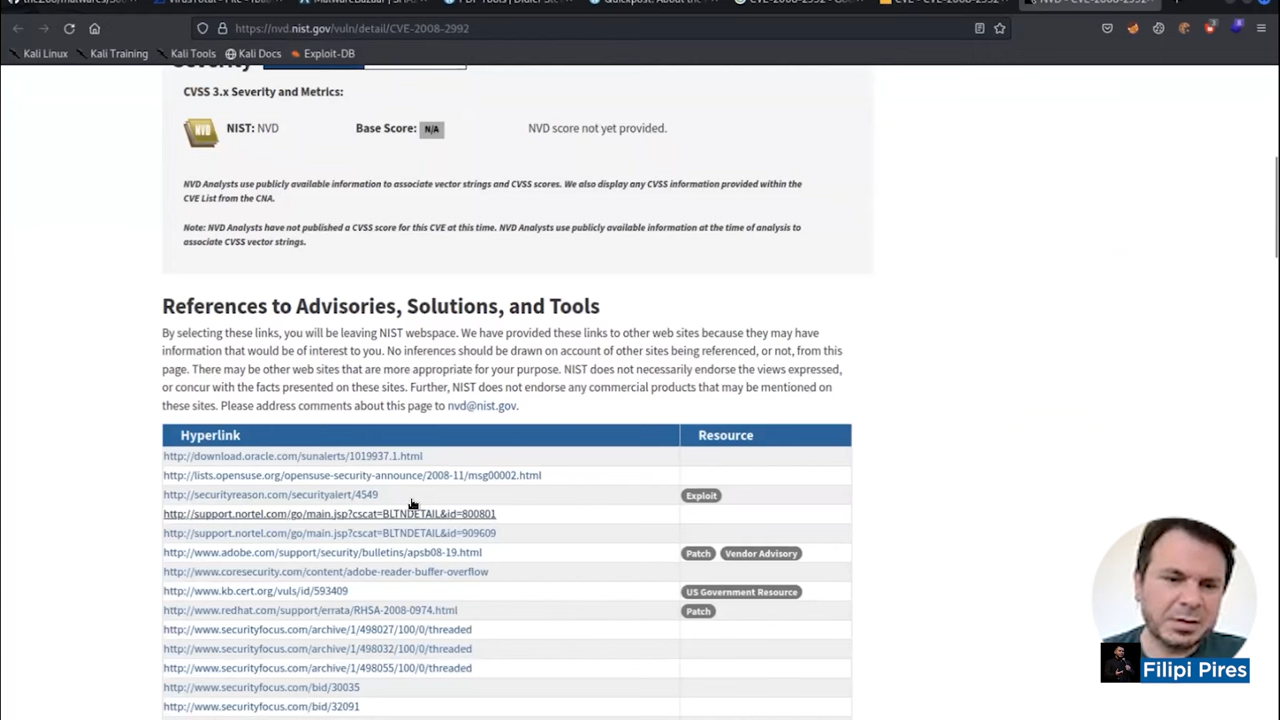 https://nvd.nist.gov/vuln/detail/CVE-2008-2992
Kali Linux
Kali Training
Kali Tools
Kali Docs
Exploit-DB
CVSS 3.x Severity and Metrics:
NVD
NIST: NVD
Base Score: N/A
NVD score not yet provided.
NVD Analysts use publicly available information to associate vector strings and CVSS scores. We also display any CVSS information provided within the
CVE List from the CNA.
Note: NVD Analysts have not published a CVSS score for this CVE at this time. NVD Analysts use publicly available information at the time of analysis to
associate CVSS vector strings.
References to Advisories, Solutions, and Tools
By selecting these links, you will be leaving NIST webspace. We have provided these links to other web sites because they may have
information that would be of interest to you. No inferences should be drawn on account of other sites being referenced, or not, from this
page. There may be other web sites that are more appropriate for your purpose. NIST does not necessarily endorse the views expressed,
or concur with the facts presented on these sites. Further, NIST does not endorse any commercial products that may be mentioned on
these sites. Please address comments about this page to nvd@nist.gov.
Hyperlink Resource
http://download.oracle.com/sunalerts/1019937.1.html
http://lists.opensuse.org/opensuse-security-announce/2008-11/msg00002.html
http://securityreason.com/securityalert/4549 Exploit
http://support.nortel.com/go/main.jsp?cscat=BLTNDETAIL&id=800801
http://support.nortel.com/go/main.jsp?cscat=BLTNDETAIL&id=909609
http://www.adobe.com/support/security/bulletins/apsb08-19.html Patch Vendor Advisory
http://www.coresecurity.com/content/adobe-reader-buffer-overflow
http://www.kb.cert.org/vuls/id/593409 US Government Resource
http://www.redhat.com/support/errata/RHSA-2008-0974.html Patch
http://www.securityfocus.com/archive/1/498027/100/0/threaded
http://www.securityfocus.com/archive/1/498032/100/0/threaded
http://www.securityfocus.com/archive/1/498055/100/0/threaded
http://www.securityfocus.com/bid/30035
http://www.securityfocus.com/bid/32091
Filipi Pires